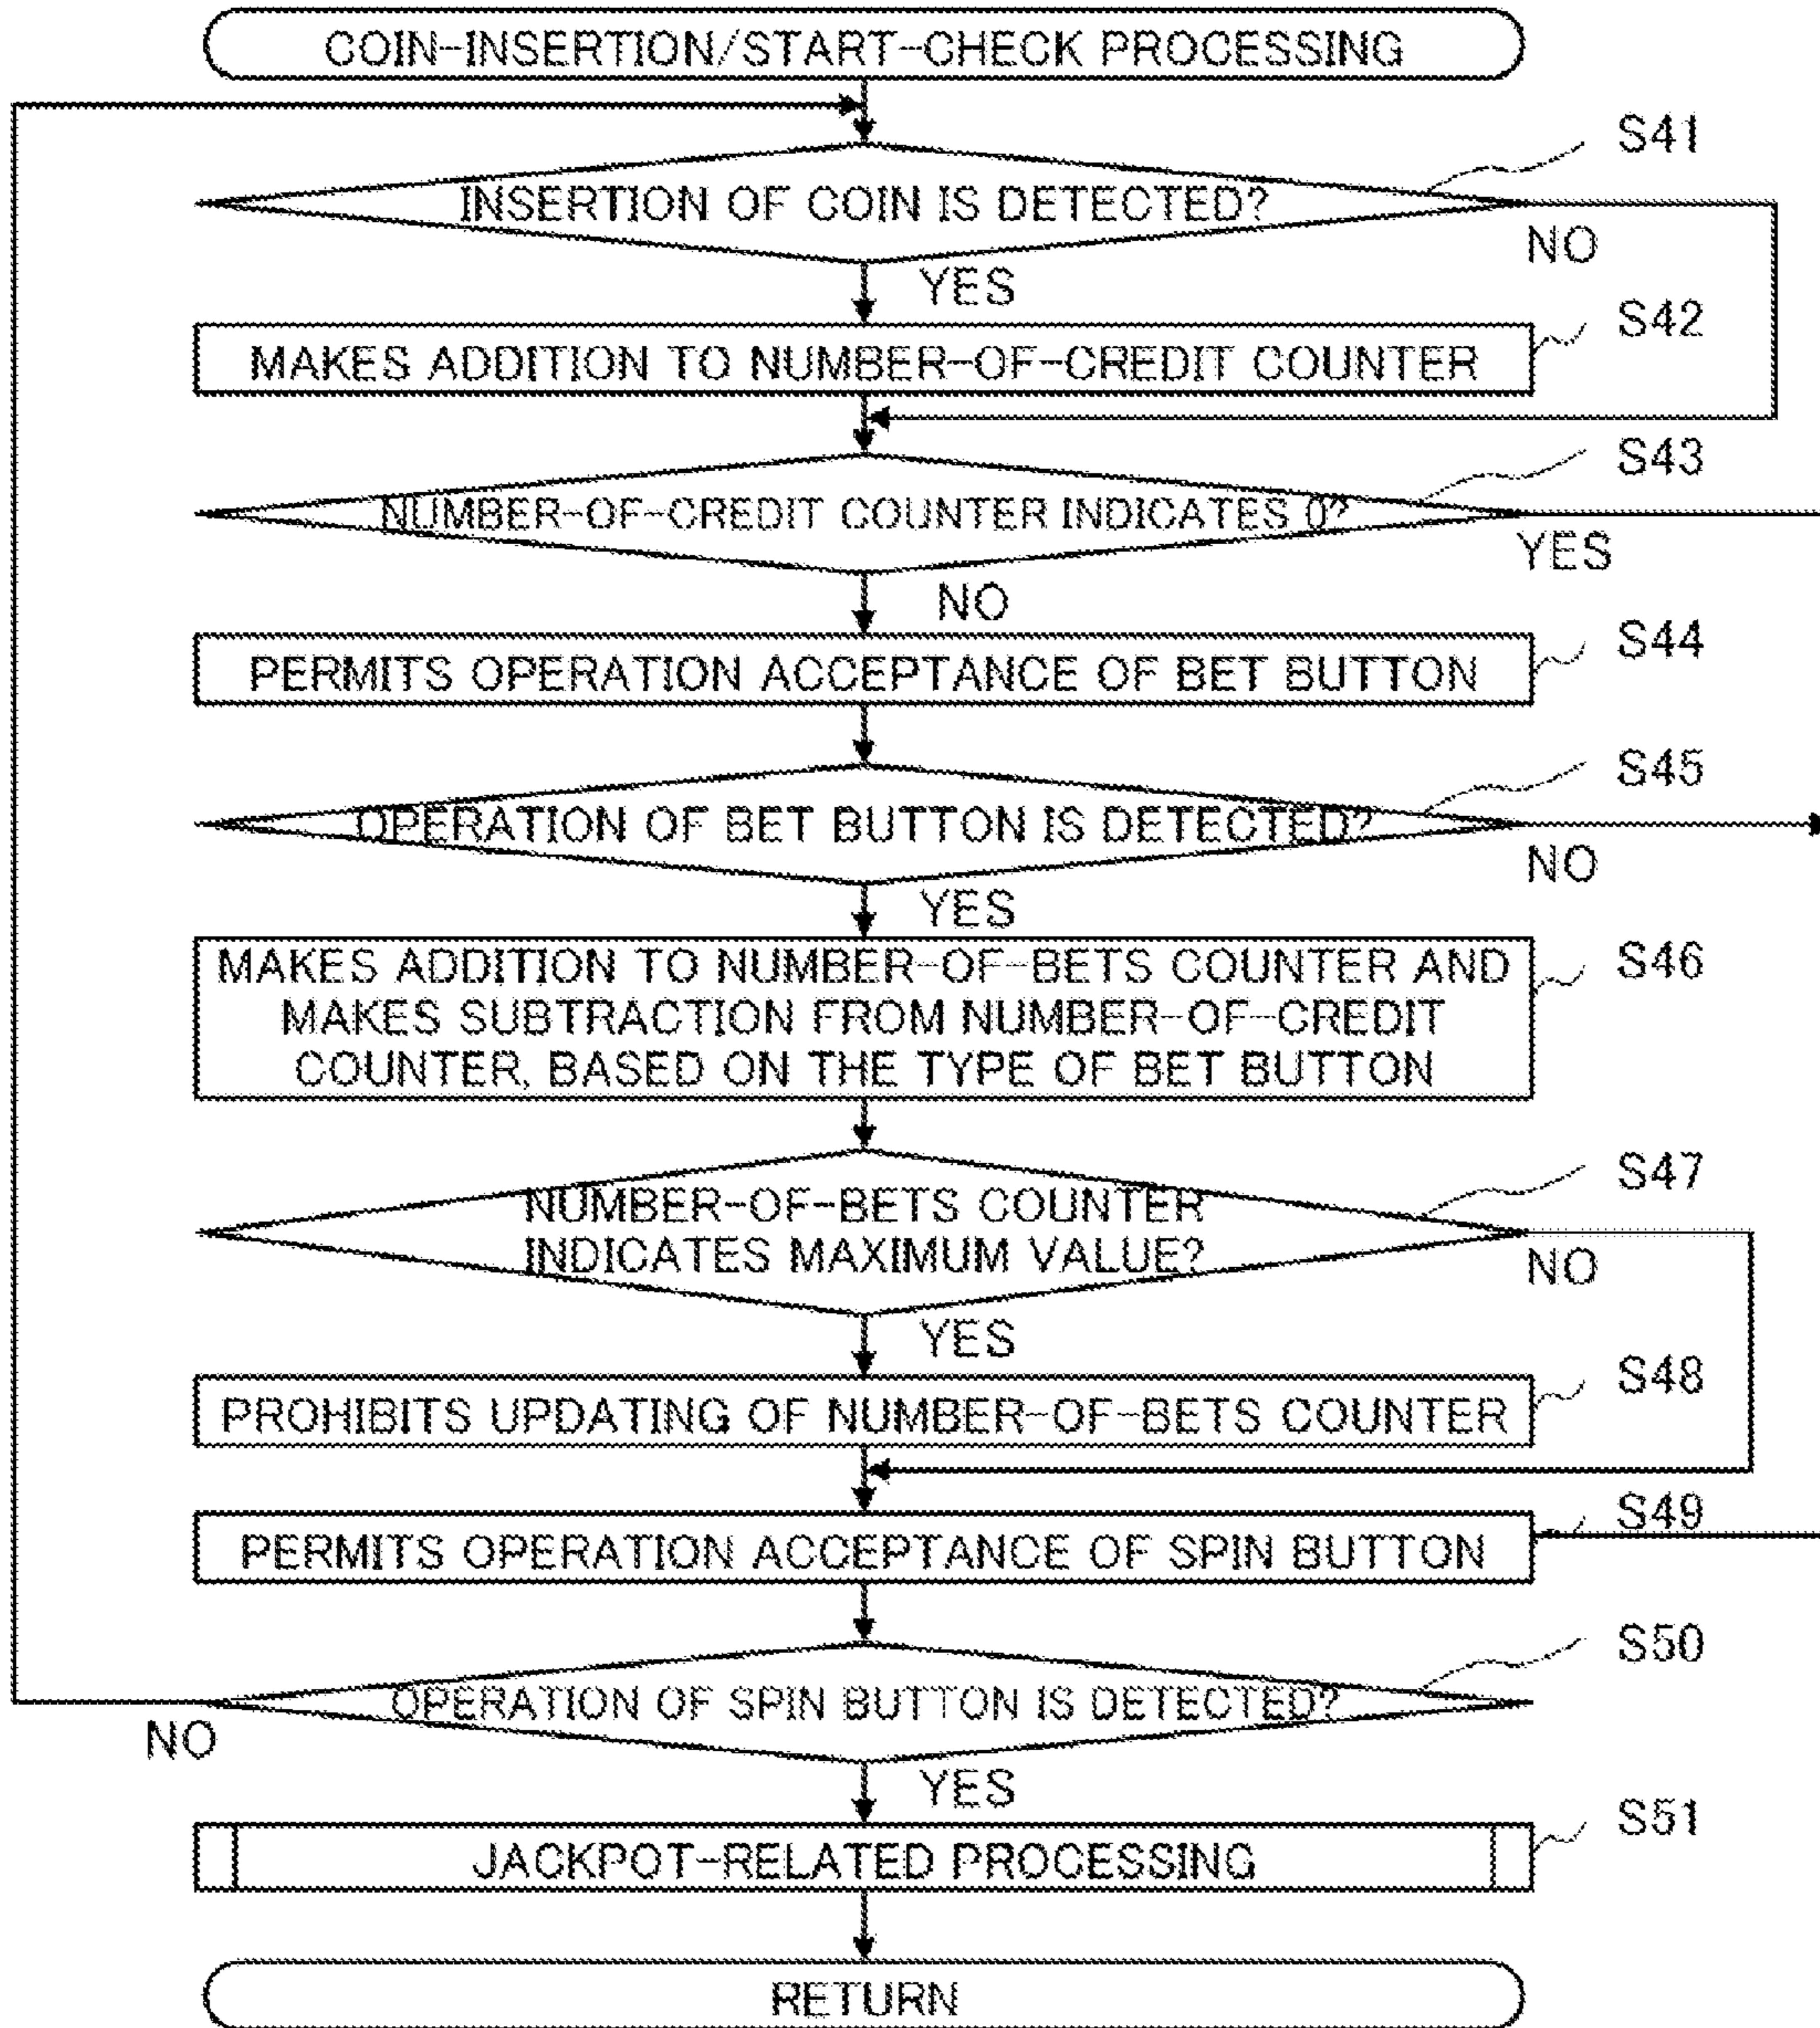 COIN-INSERTION/START-CHECK PROCESSING
S41
INSERTION OF COIN IS DETECTED?
NO
YES
S42
MAKES ADDITION TO NUMBER-OF-CREDIT COUNTER
S43
NUMBER-OF-CREDIT COUNTER INDICATES 0?
YES
NO
S44
PERMITS OPERATION ACCEPTANCE OF BET BUTTON
S45
OPERATION OF BET BUTTON IS DETECTED?
NO
YES
S46
MAKES ADDITION TO NUMBER-OF-BETS COUNTER AND
MAKES SUBTRACTION FROM NUMBER-OF-CREDIT
COUNTER, BASED ON THE TYPE OF BET BUTTON
S47
NUMBER-OF-BETS COUNTER
INDICATES MAXIMUM VALUE?
NO
YES
S48
PROHIBITS UPDATING OF NUMBER-OF-BETS COUNTER
S49
PERMITS OPERATION ACCEPTANCE OF SPIN BUTTON
S50
OPERATION OF SPIN BUTTON IS DETECTED?
NO
YES
S51
JACKPOT-RELATED PROCESSING
RETURN